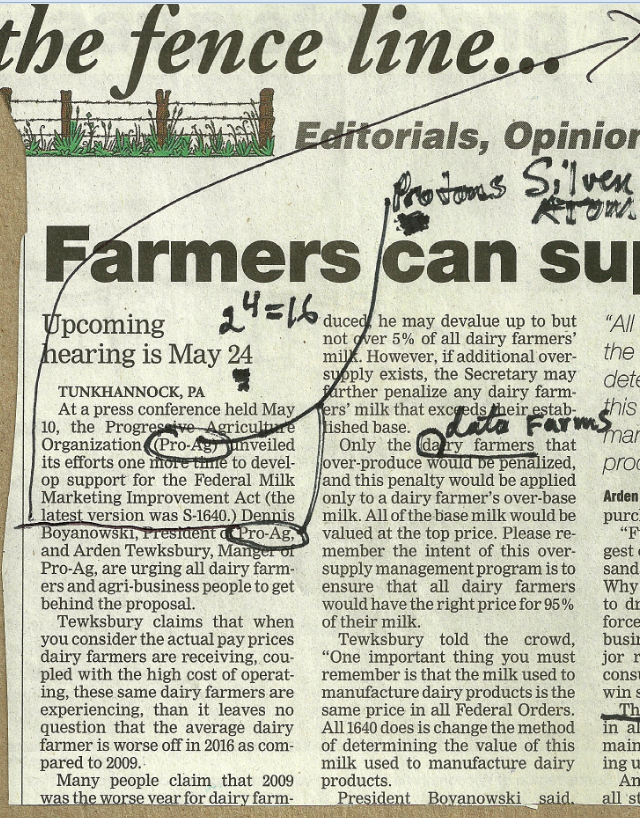 the fence line...
Editorials, Opinion
Protons Silver
Atoms
Farmers can sup
2⁴=16
Upcoming
hearing is May 24
TUNKHANNOCK, PA
At a press conference held May
10, the Progressive Agriculture
Organization (Pro-Ag) unveiled
its efforts one more time to devel-
op support for the Federal Milk
Marketing Improvement Act (the
latest version was S-1640.) Dennis
Boyanowski, President of Pro-Ag,
and Arden Tewksbury, Manger of
Pro-Ag, are urging all dairy farm-
ers and agri-business people to get
behind the proposal.
Tewksbury claims that when
you consider the actual pay prices
dairy farmers are receiving, cou-
pled with the high cost of operat-
ing, these same dairy farmers are
experiencing, than it leaves no
question that the average dairy
farmer is worse off in 2016 as com-
pared to 2009.
Many people claim that 2009
was the worse year for dairy farm-
duced, he may devalue up to but
not over 5% of all dairy farmers'
milk. However, if additional over-
supply exists, the Secretary may
further penalize any dairy farm-
ers' milk that exceeds their estab-
lished base.
data Farms
Only the dairy farmers that
over-produce would be penalized,
and this penalty would be applied
only to a dairy farmer's over-base
milk. All of the base milk would be
valued at the top price. Please re-
member the intent of this over-
supply management program is to
ensure that all dairy farmers
would have the right price for 95%
of their milk.
Tewksbury told the crowd,
"One important thing you must
remember is that the milk used to
manufacture dairy products is the
same price in all Federal Orders.
All 1640 does is change the method
of determining the value of this
milk used to manufacture dairy
products.
President Boyanowski said,
"All
the
dete
this
prod
Arden
purch
"F
gest
sand
Why
to dr
force
busin
jor r
consu
win s
Th
in al
main
ing u
An
all st